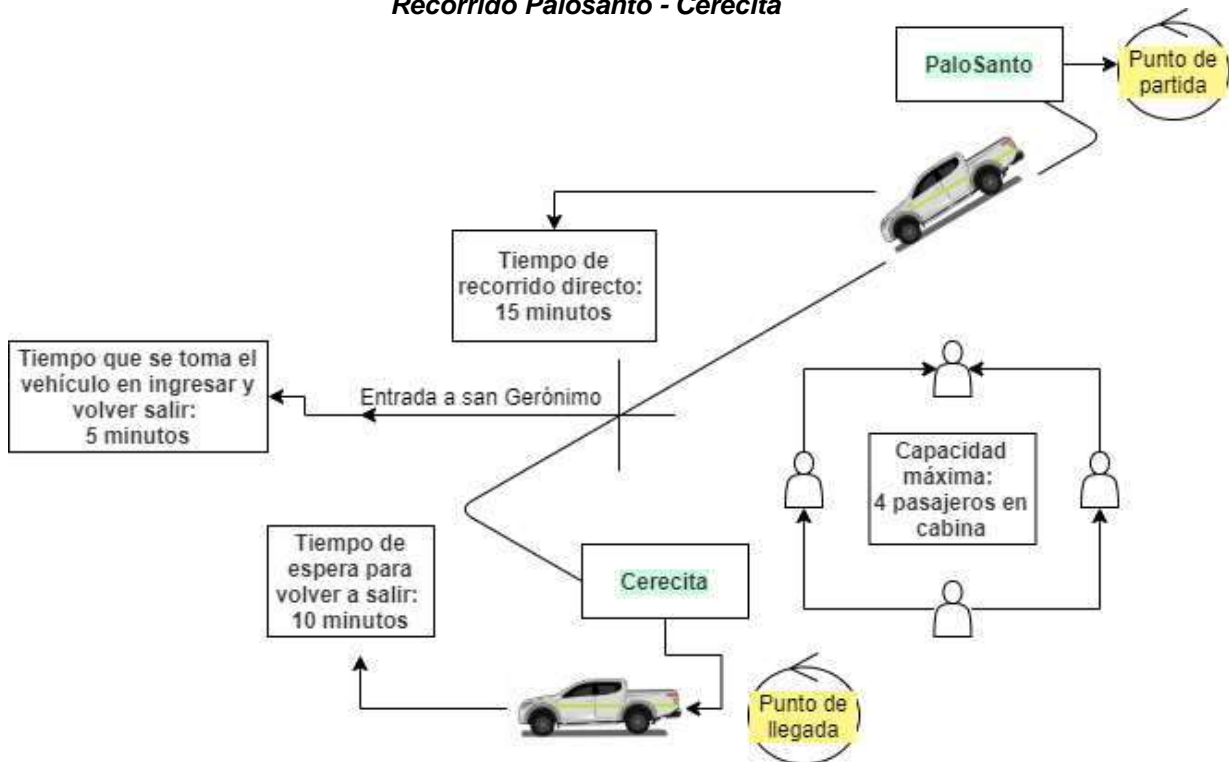 Recorrido Palosanto - Cerecita
PaloSanto
Punto de
partida
Tiempo de
recorrido directo:
15 minutos
Tiempo que se toma el
vehículo en ingresar y
volver salir:
5 minutos
Entrada a san Gerónimo
Capacidad
máxima:
4 pasajeros en
cabina
Tiempo de
espera para
volver a salir:
10 minutos
Cerecita
Punto de
llegada